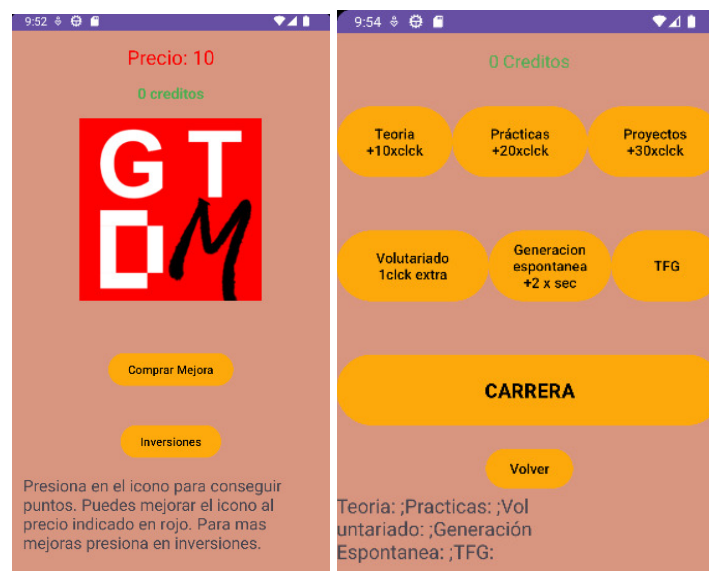 9:52
Precio: 10
0 creditos
G T
D M
Comprar Mejora
Inversiones
Presiona en el icono para conseguir
puntos. Puedes mejorar el icono al
precio indicado en rojo. Para mas
mejoras presiona en inversiones.
9:54
0 Creditos
Teoria
+10xclck
Prácticas
+20xclck
Proyectos
+30xclck
Volutariado
1clck extra
Generacion
espontanea
+2 x sec
TFG
CARRERA
Volver
Teoria: ;Practicas: ;Vol
untariado: ;Generación
Espontanea: ;TFG: